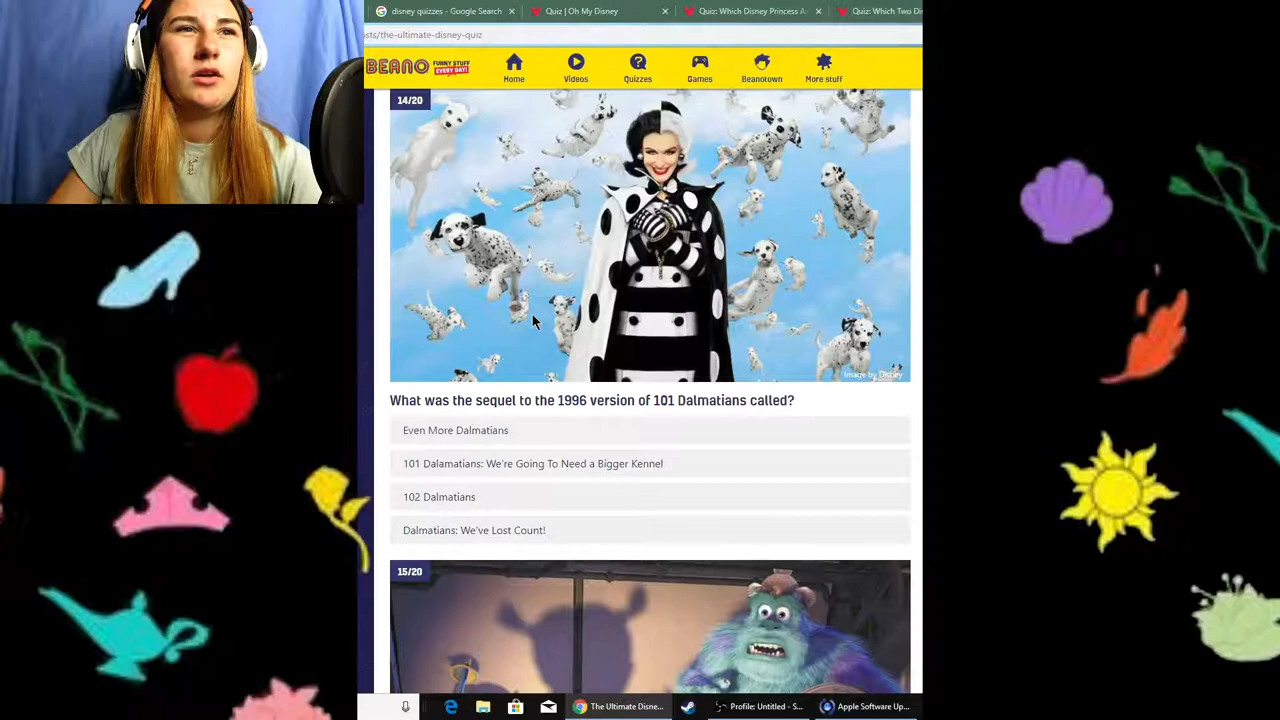 disney quizzes - Google Search
Quiz | Oh My Disney
Quiz: Which Disney Princess A
Quiz: Which Two Dis
sts/the-ultimate-disney-quiz
BEANO
FUNNY STUFF
EVERY DAY!
Home
Videos
Quizzes
Games
Beanotown
More stuff
14/20
Image by Disney
What was the sequel to the 1996 version of 101 Dalmatians called?
Even More Dalmatians
101 Dalamatians: We're Going To Need a Bigger Kennel
102 Dalmatians
Dalmatians: We've Lost Count!
15/20
The Ultimate Disne...
Profile: Untitled - S...
Apple Software Up...